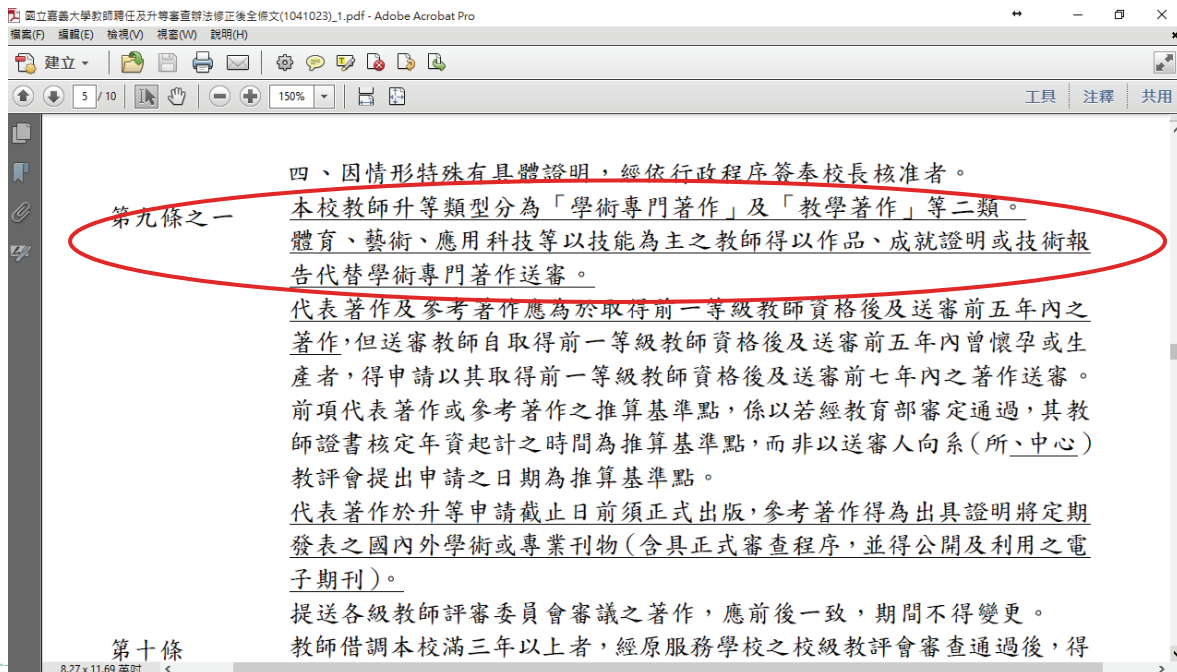 國立嘉義大學教師聘任及升等審查辦法修正後全條文(1041023)_1.pdf - Adobe Acrobat Pro
檔案(F) 編輯(E) 檢視(V) 視窗(W) 說明(H)
建立
5 / 10 150% 工具 注釋 共用
四、因情形特殊有具體證明，經依行政程序簽奉校長核准者。
第九條之一 本校教師升等類型分為「學術專門著作」及「教學著作」等二類。
體育、藝術、應用科技等以技能為主之教師得以作品、成就證明或技術報
告代替學術專門著作送審。
代表著作及參考著作應為於取得前一等級教師資格後及送審前五年內之
著作，但送審教師自取得前一等級教師資格後及送審前五年內曾懷孕或生
產者，得申請以其取得前一等級教師資格後及送審前七年內之著作送審。
前項代表著作或參考著作之推算基準點，係以若經教育部審定通過，其教
師證書核定年資起計之時間為推算基準點，而非以送審人向系(所、中心)
教評會提出申請之日期為推算基準點。
代表著作於升等申請截止日前須正式出版，參考著作得為出具證明將定期
發表之國內外學術或專業刊物(含具正式審查程序，並得公開及利用之電
子期刊)。
提送各級教師評審委員會審議之著作，應前後一致，期間不得變更。
第十條 教師借調本校滿三年以上者，經原服務學校之校級教評會審查通過後，得
8.27 x 11.69 英吋